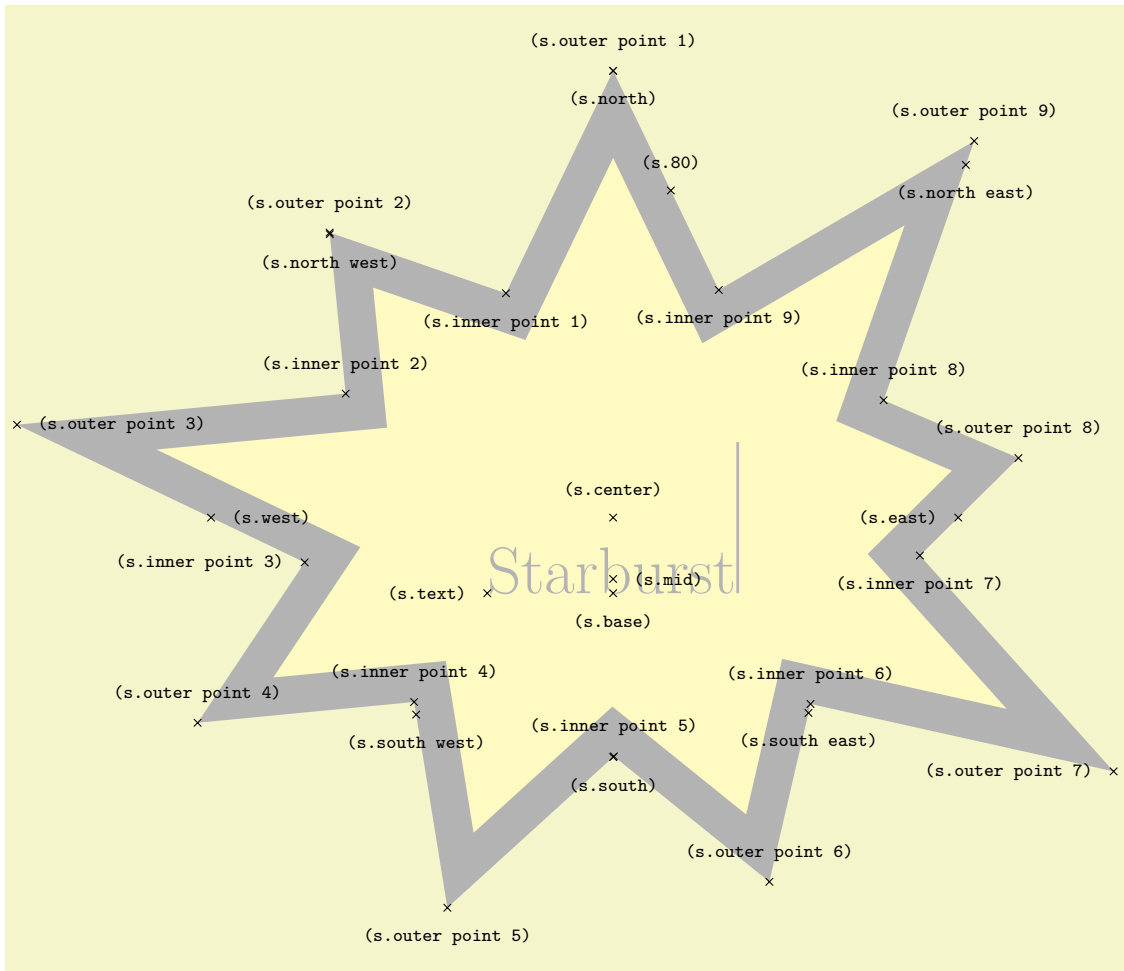 (s.outer point 1)
(s.north)
(s.outer point 9)
(s.80)
(s.north east)
(s.outer point 2)
(s.north west)
(s.inner point 1)
(s.inner point 9)
(s.inner point 2)
(s.inner point 8)
(s.outer point 3)
(s.outer point 8)
(s.center)
(s.west)
(s.east)
(s.inner point 3)
Starburst
(s.mid)
(s.inner point 7)
(s.text)
(s.base)
(s.inner point 4)
(s.inner point 6)
(s.outer point 4)
(s.inner point 5)
(s.south west)
(s.south east)
(s.outer point 7)
(s.south)
(s.outer point 6)
(s.outer point 5)